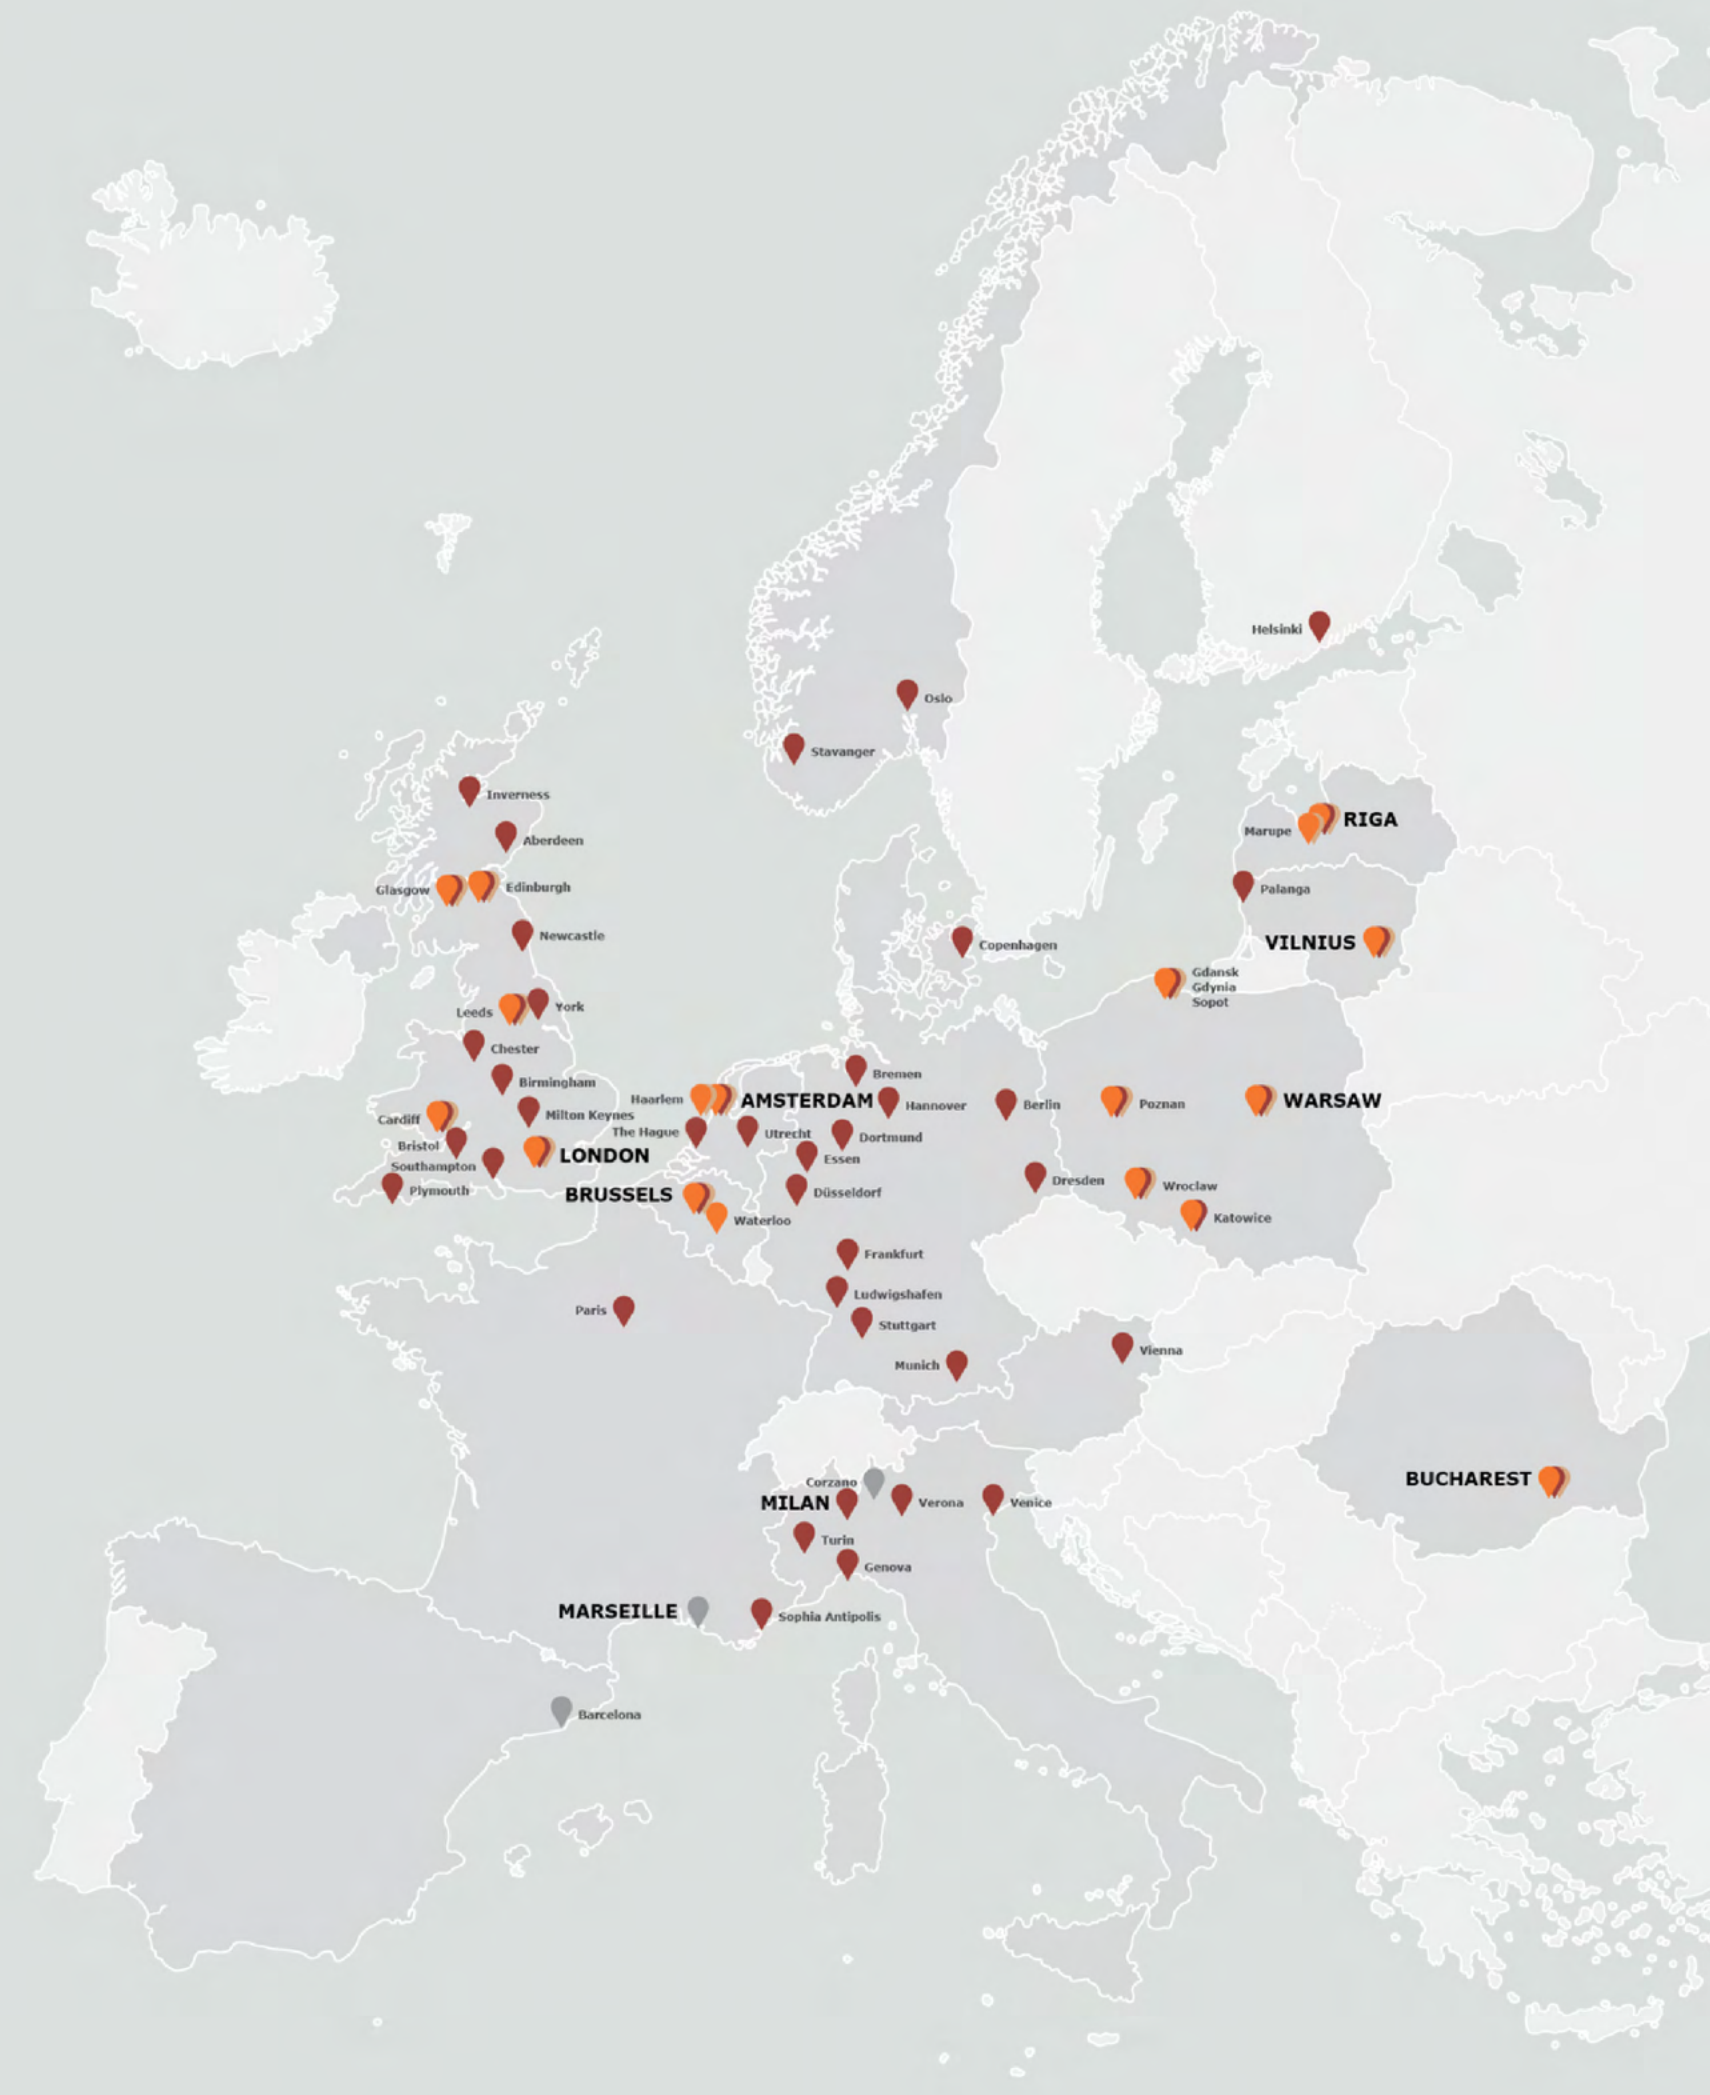 Helsinki
Oslo
Stavanger
Inverness
RIGA
Marupe
Aberdeen
Glasgow
Edinburgh
Palanga
Newcastle
VILNIUS
Copenhagen
Gdansk
Gdynia
Sopot
Leeds
York
Chester
Bremen
Birmingham
Haarlem
AMSTERDAM
Hannover
Berlin
Poznan
WARSAW
Milton Keynes
Cardiff
The Hague
Utrecht
Dortmund
Bristol
LONDON
Essen
Southampton
Dresden
Wroclaw
Plymouth
BRUSSELS
Düsseldorf
Waterloo
Katowice
Frankfurt
Ludwigshafen
Paris
Stuttgart
Vienna
Munich
BUCHAREST
Corzano
MILAN
Verona
Venice
Turin
Genova
MARSEILLE
Sophia Antipolis
Barcelona